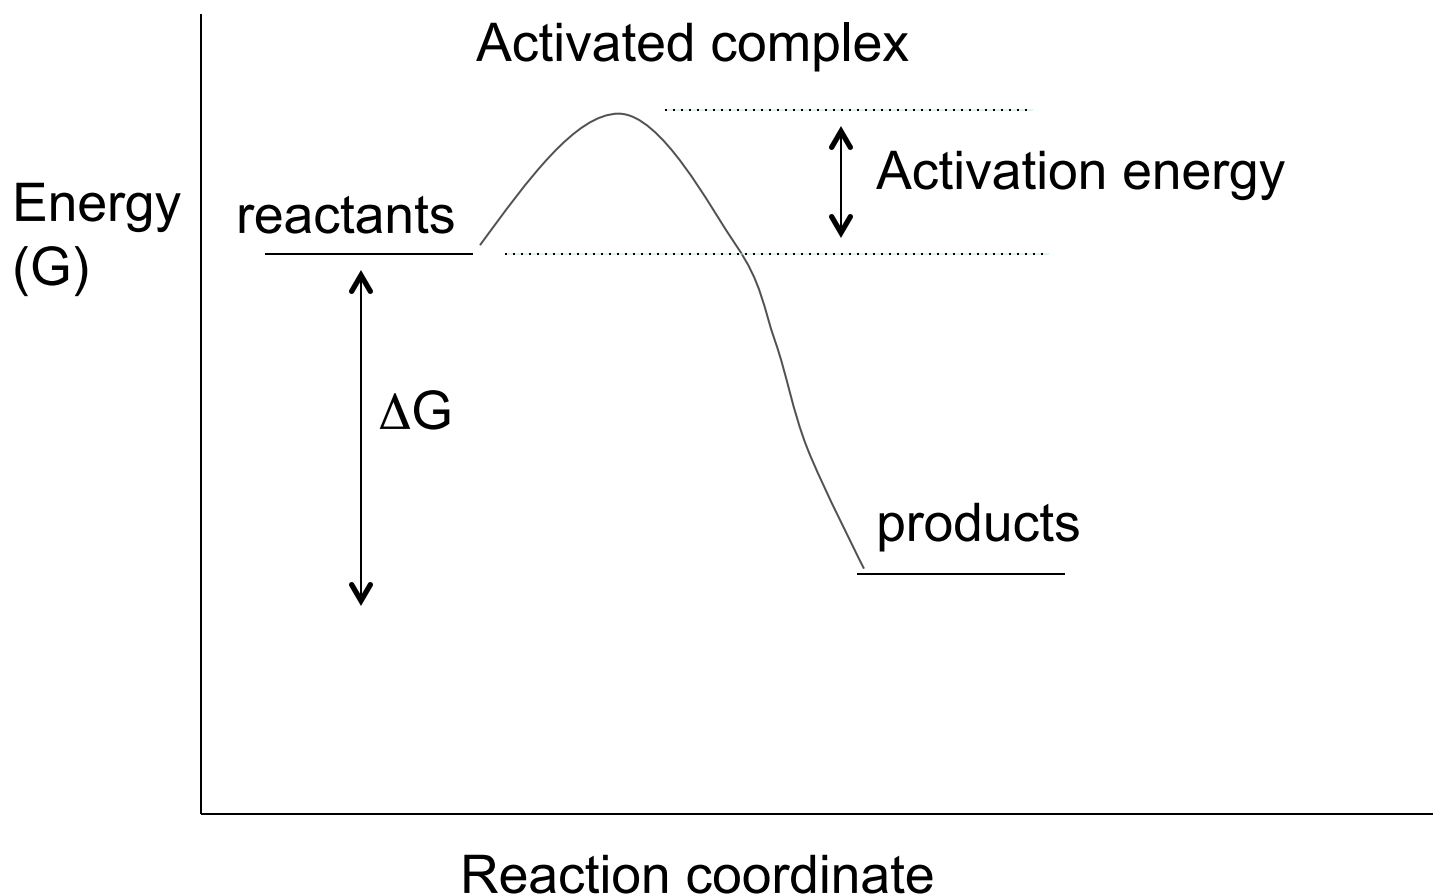 Activated complex
Activation energy
Energy
(G)
reactants
ΔG
products
Reaction coordinate